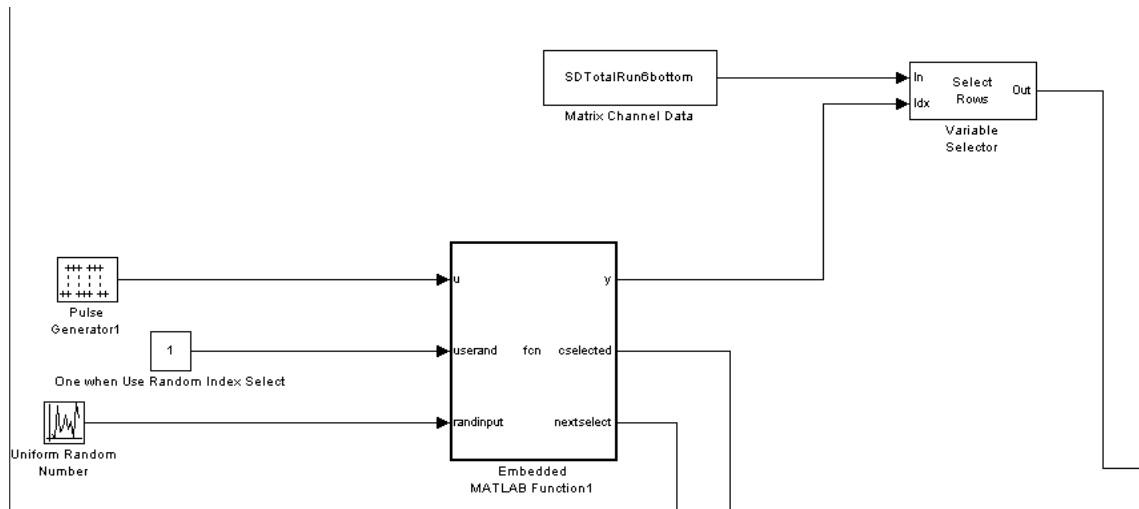 SDTotalRun6bottom
Matrix Channel Data
In
Select
Rows
Out
Idx
Variable
Selector
u
y
Pulse
Generator1
1
userand
fcn
cselected
One when Use Random Index Select
randinput
nextselect
Uniform Random
Number
Embedded
MATLAB Function1